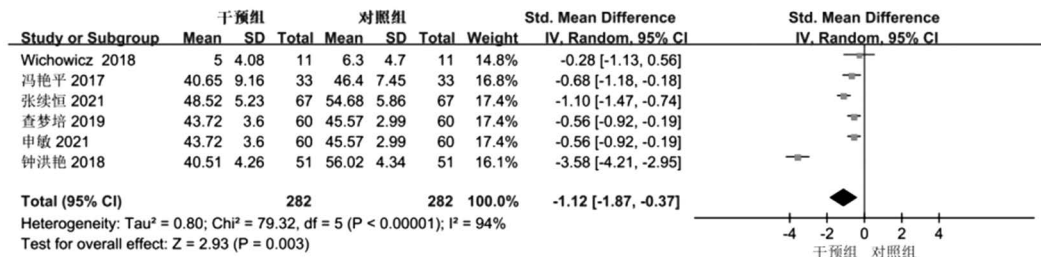 干预组 对照组 Std. Mean Difference Std. Mean Difference
Study or Subgroup Mean SD Total Mean SD Total Weight IV, Random, 95% CI IV, Random, 95% CI
Wichowicz 2018 5 4.08 11 6.3 4.7 11 14.8% -0.28 [-1.13, 0.56]
冯艳平 2017 40.65 9.16 33 46.4 7.45 33 17.0% -0.68 [-1.18, -0.18]
张续恒 2021 48.52 5.23 67 54.68 5.86 67 17.4% -1.10 [-1.47, -0.74]
查梦培 2019 43.72 3.6 60 45.57 2.99 60 17.4% -0.56 [-0.92, -0.19]
申敏 2021 43.72 3.6 60 45.57 2.99 60 17.4% -0.56 [-0.92, -0.19]
钟洪艳 2018 40.51 4.26 51 56.02 4.34 51 16.1% -3.58 [-4.21, -2.95]
Total (95% CI) 282 282 100.0% -1.12 [-1.87, -0.37]
Heterogeneity: Tau² = 0.80; Chi² = 79.32, df = 5 (P < 0.00001); I² = 94%
Test for overall effect: Z = 2.93 (P = 0.003)
-4 -2 0 2 4
干预组 对照组